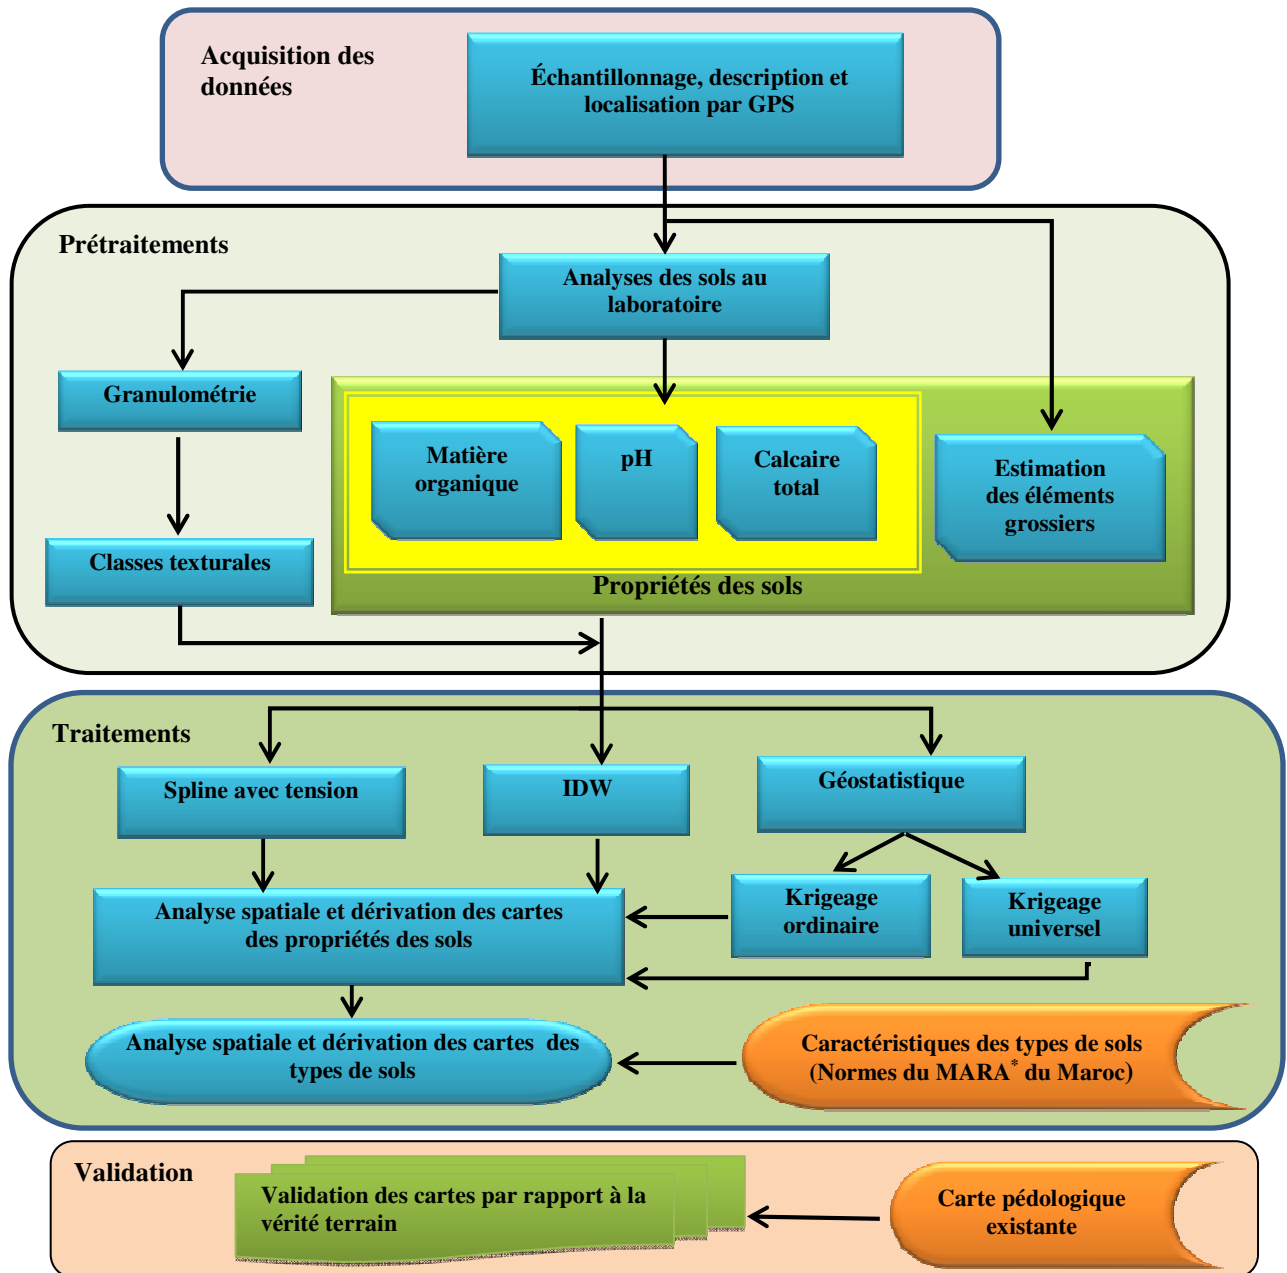 Acquisition des
données
Échantillonnage, description et
localisation par GPS
Prétraitements
Analyses des sols au
laboratoire
Granulométrie
Classes texturales
Matière
organique
pH
Calcaire
total
Estimation
des éléments
grossiers
Propriétés des sols
Traitements
Spline avec tension
IDW
Géostatistique
Krigeage
ordinaire
Krigeage
universel
Analyse spatiale et dérivation des cartes
des propriétés des sols
Analyse spatiale et dérivation des cartes des
types de sols
Caractéristiques des types de sols
(Normes du MARA* du Maroc)
Validation
Validation des cartes par rapport à la
vérité terrain
Carte pédologique
existante